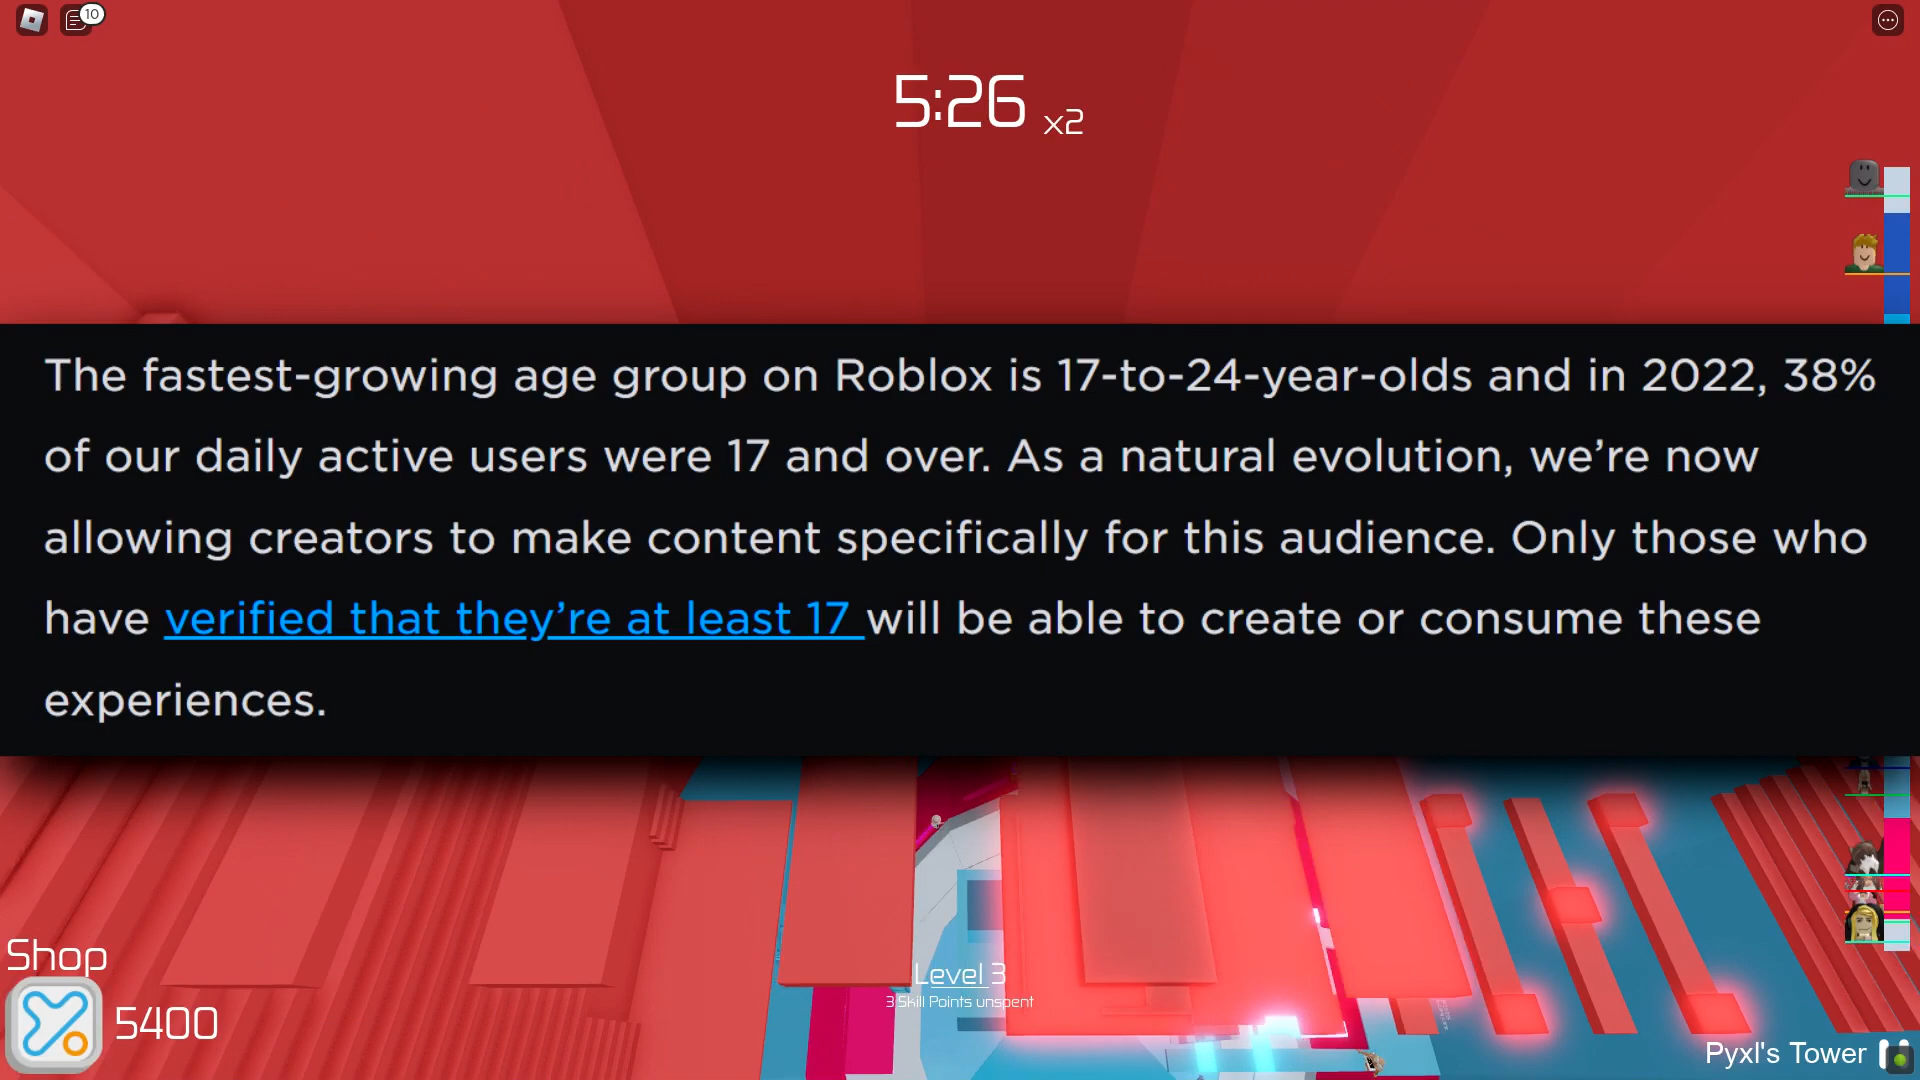 10
5:26 x2
The fastest-growing age group on Roblox is 17-to-24-year-olds and in 2022, 38%
of our daily active users were 17 and over. As a natural evolution, we’re now
allowing creators to make content specifically for this audience. Only those who
have verified that they’re at least 17 will be able to create or consume these
experiences.
Shop
5400
Level 3
3 Skill Points unspent
Pyxl's Tower